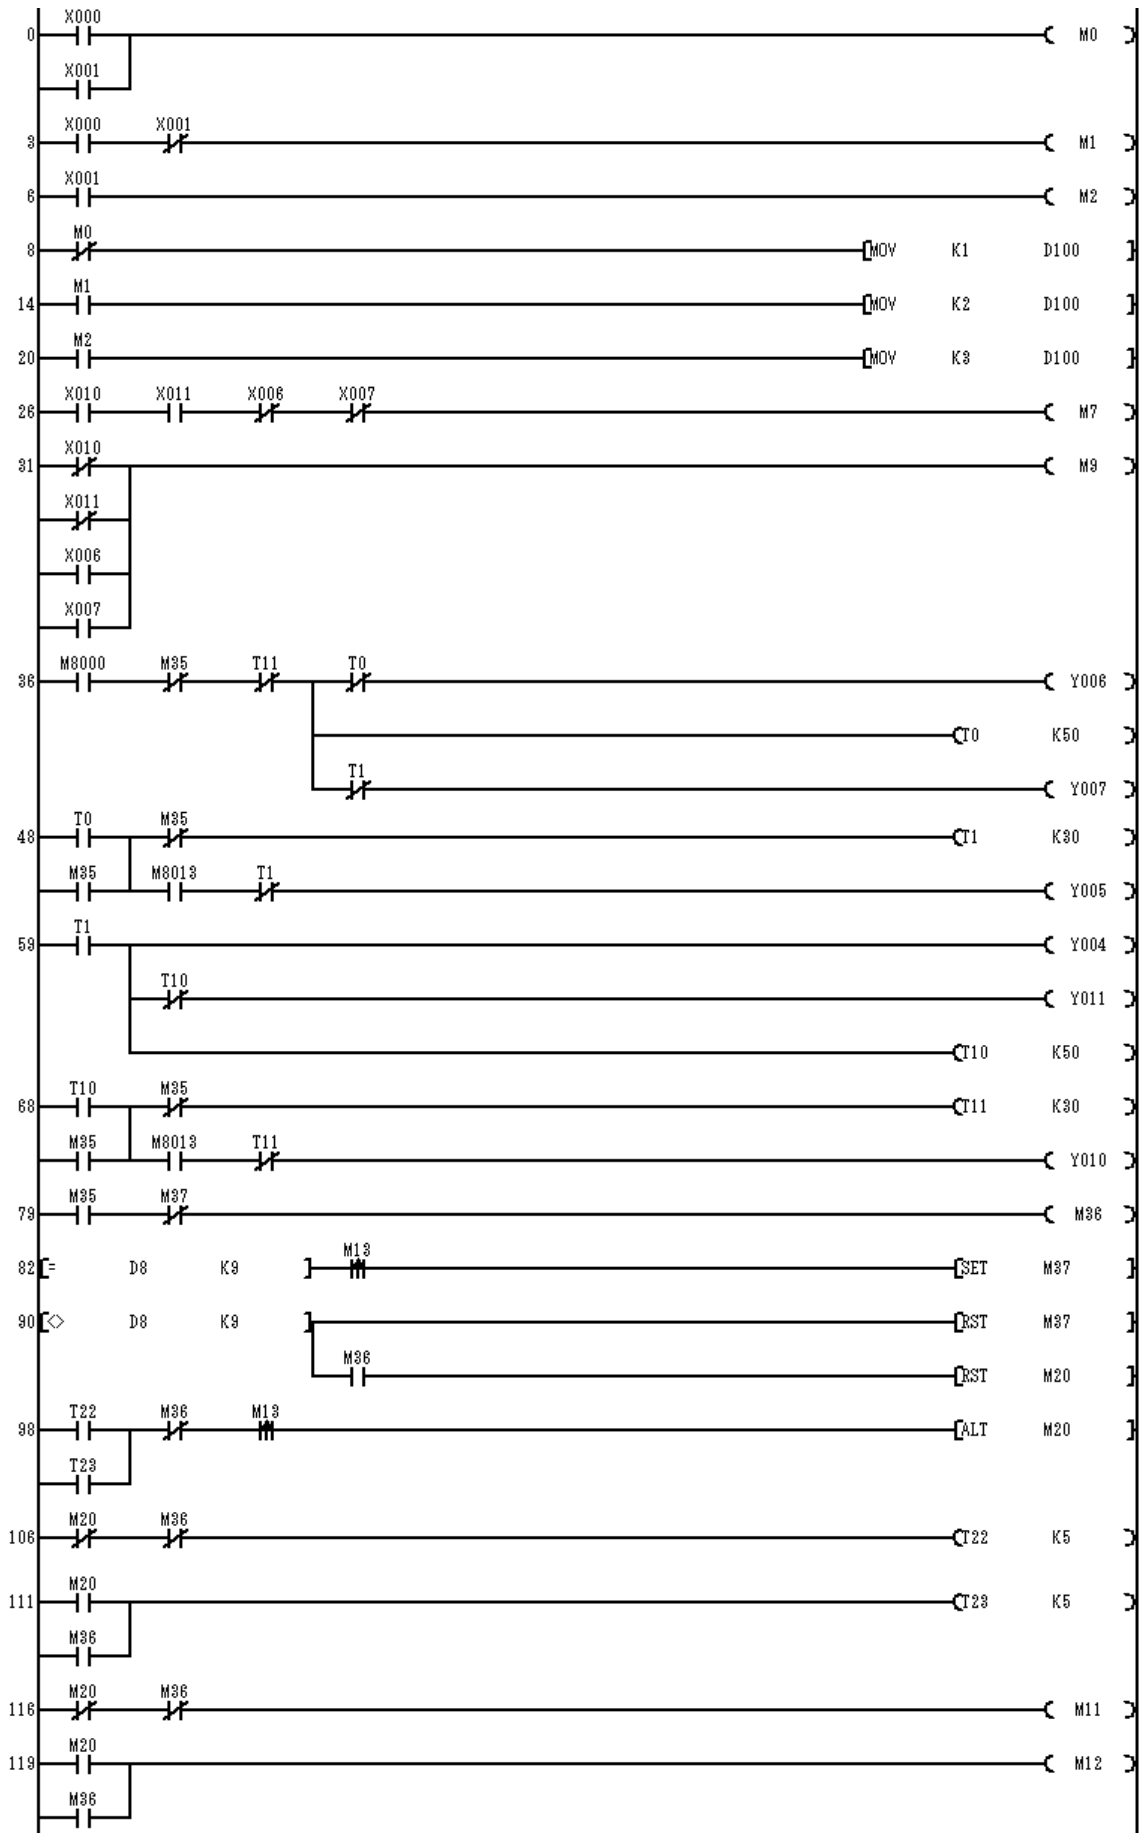 X000
0 M0
X001
X000 X001
3 M1
X001
6 M2
M0
8 MOV K1 D100
M1
14 MOV K2 D100
M2
20 MOV K3 D100
X010 X011 X006 X007
26 M7
X010
31 M9
X011
X006
X007
M8000 M35 T11 T0
36 Y006
T0 K50
T1
Y007
T0 M35
48 T1 K30
M35 M8013 T1
Y005
T1
59 Y004
T10
Y011
T10 K50
T10 M35
68 T11 K30
M35 M8013 T11
Y010
M35 M37
79 M36
M13
82 = D8 K9 SET M37
90 <> D8 K9 RST M37
M36
RST M20
T22 M36 M13
98 ALT M20
T23
M20 M36
106 T22 K5
M20
111 T23 K5
M36
M20 M36
116 M11
M20
119 M12
M36